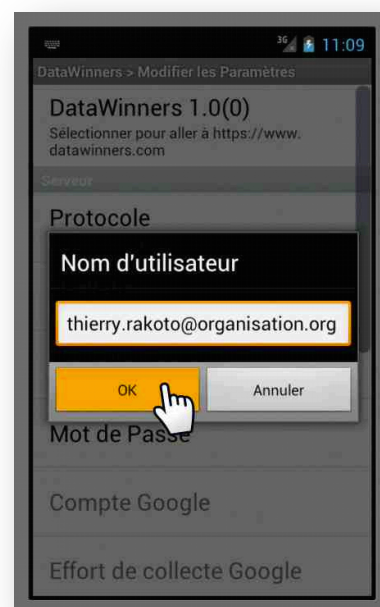 3G 11:09
DataWinners > Modifier les Paramètres
DataWinners 1.0(0)
Sélectionner pour aller à https://www.
datawinners.com
Serveur
Protocole
Nom d'utilisateur
thierry.rakoto@organisation.org
OK Annuler
Mot de Passe
Compte Google
Effort de collecte Google